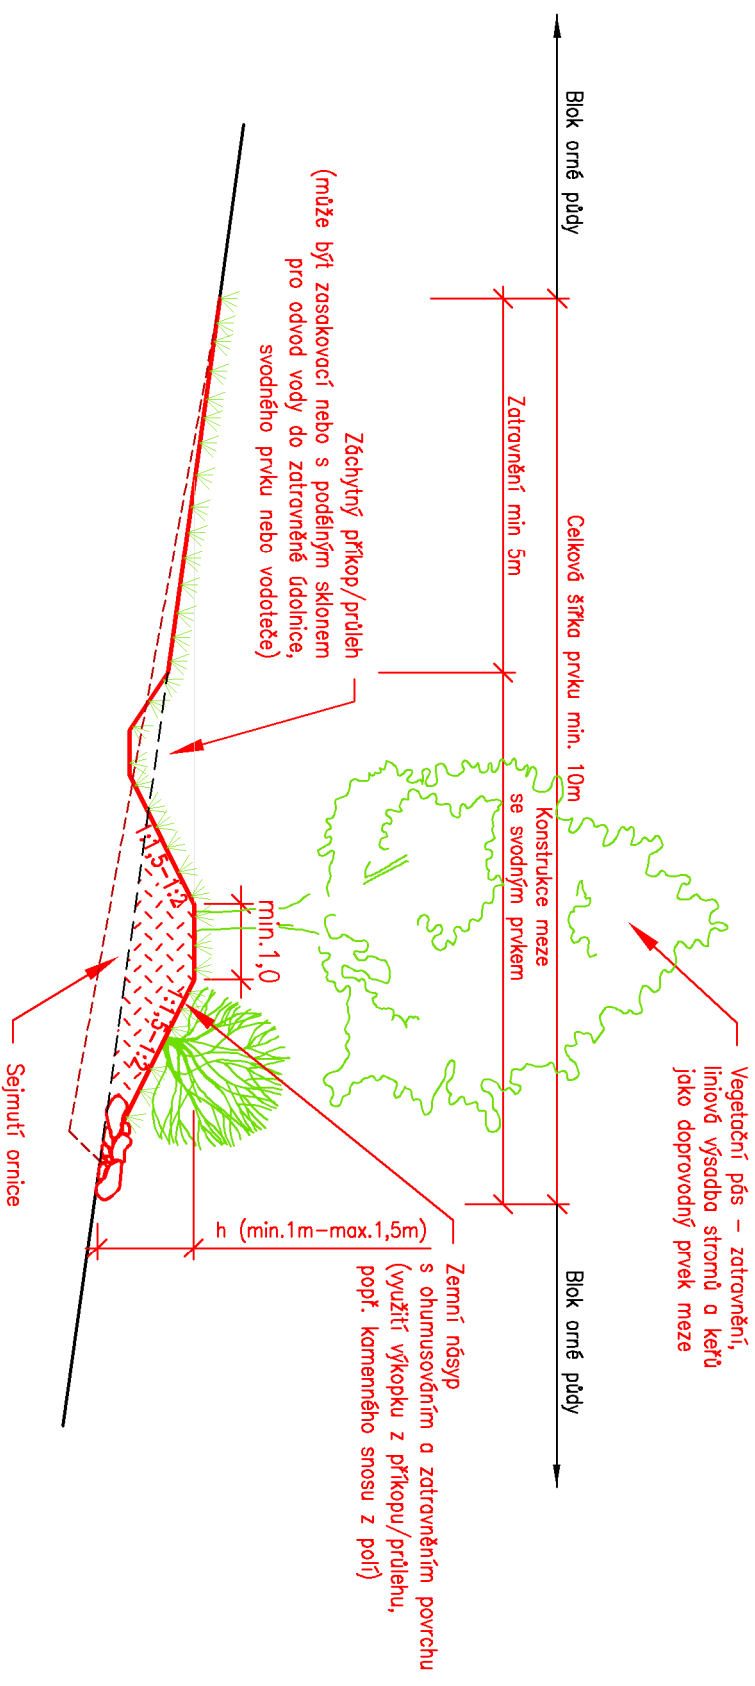 Vegetační pás – zatravnění,
liniová výsadba stromů a keřů
jako doprovodný prvek meze
Blok orné půdy
Celková šířka prvku min. 10m
Blok orné půdy
Zatravnění min 5m
Konstrukce meze
se svodným prvkem
Záchytný příkop/průleh
(může být zasakovací nebo s podélným sklonem
pro odvod vody do zatravněné údolnice,
svodného prvku nebo vodoteče)
Zemní násyp
s ohumusováním a zatravněním povrchu
(využití výkopku z příkopu/průlehu,
popř. kamenného snosu z polí)
min.1,0
h (min.1m–max.1,5m)
1:1,5–1:2
1:1,5–1:2
Sejmutí ornice